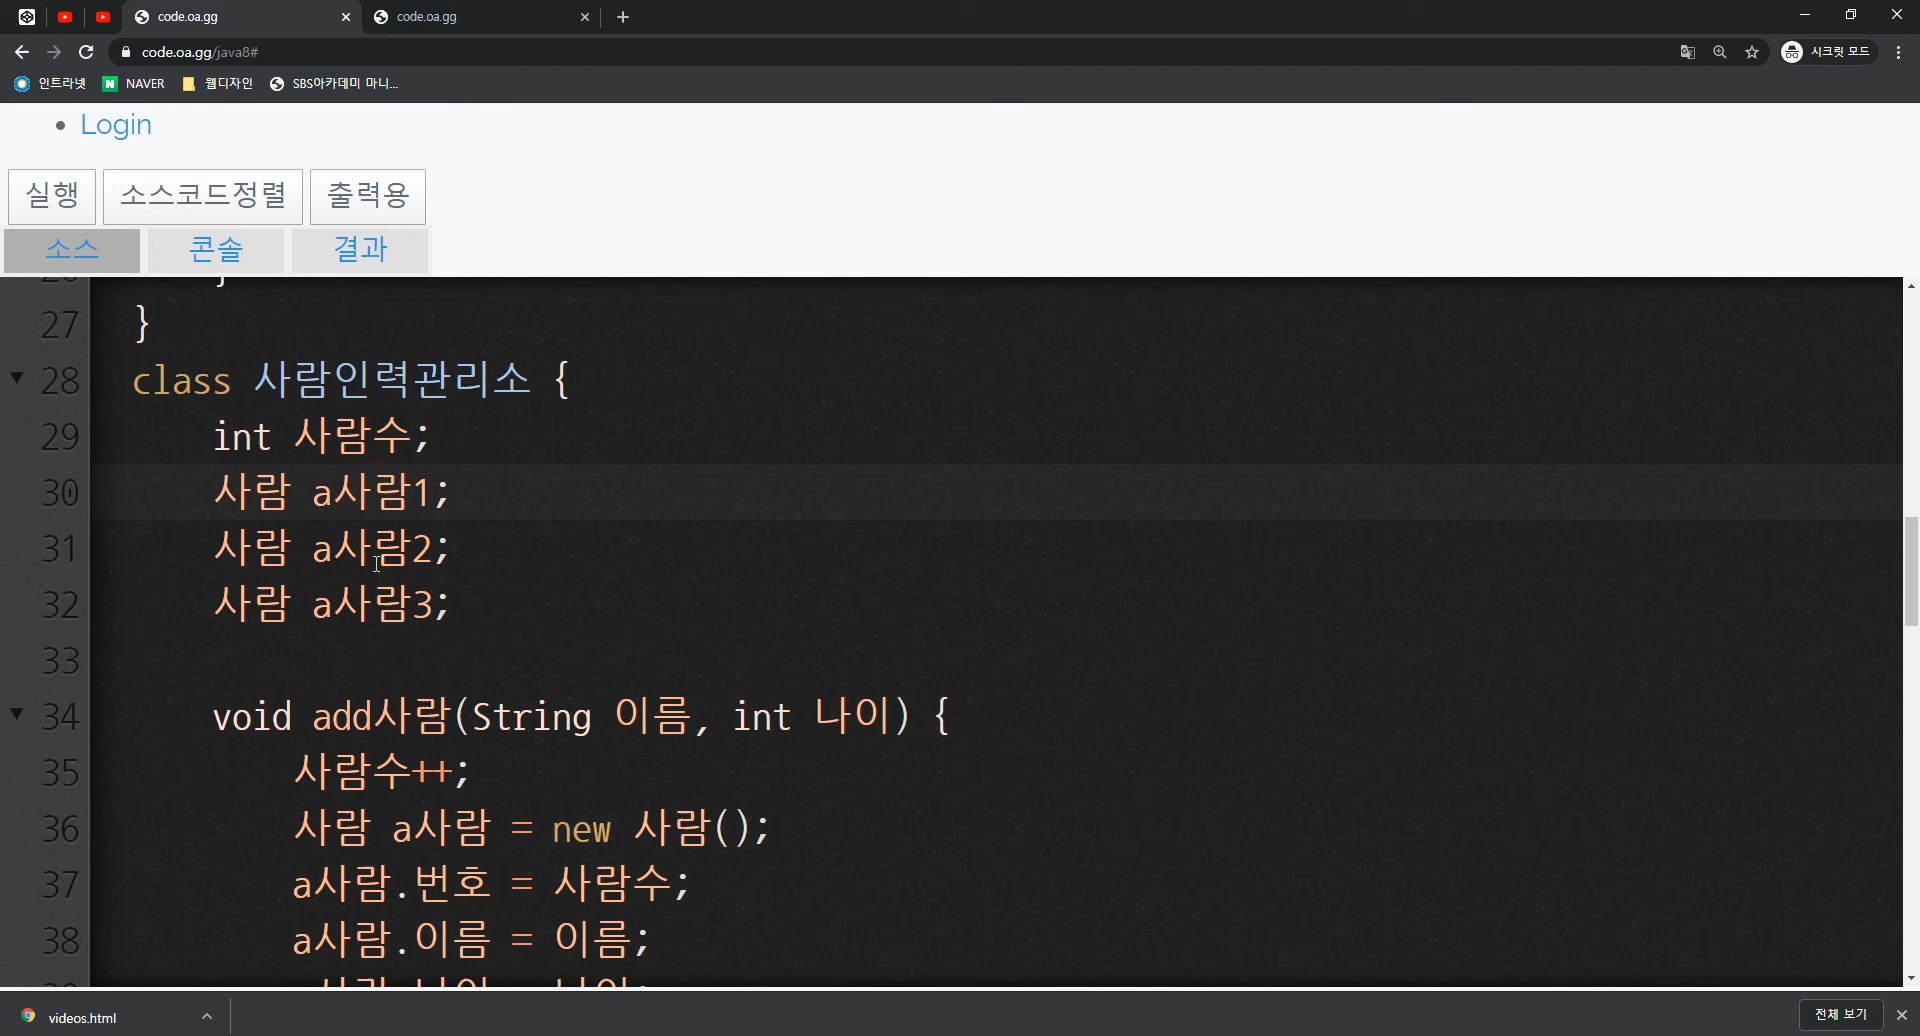 code.oa.gg
code.oa.gg
code.oa.gg/java8#
시크릿 모드
인트라넷
NAVER
웹디자인
SBS아카데미 마니...
Login
실행 소스코드정렬 출력용
소스 콘솔 결과
27 }
28 class 사람인력관리소 {
29 int 사람수;
30 사람 a사람1;
31 사람 a사람2;
32 사람 a사람3;
33
34 void add사람(String 이름, int 나이) {
35 사람수++;
36 사람 a사람 = new 사람();
37 a사람.번호 = 사람수;
38 a사람.이름 = 이름;
videos.html
전체 보기